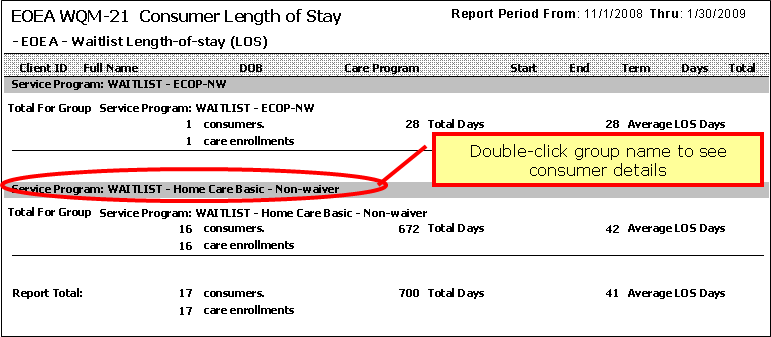 EOEA WQM-21 Consumer Length of Stay Report Period From: 11/1/2008 Thru: 1/30/2009
- EOEA - Waitlist Length-of-stay (LOS)
Client ID Full Name DOB Care Program Start End Term Days Total
Service Program: WAITLIST - ECOP-NW
Total For Group Service Program: WAITLIST - ECOP-NW
1 consumers. 28 Total Days 28 Average LOS Days
1 care enrollments
Double-click group name to see
consumer details
Service Program: WAITLIST - Home Care Basic - Non-waiver
Total For Group Service Program: WAITLIST - Home Care Basic - Non-waiver
16 consumers. 672 Total Days 42 Average LOS Days
16 care enrollments
Report Total: 17 consumers. 700 Total Days 41 Average LOS Days
17 care enrollments